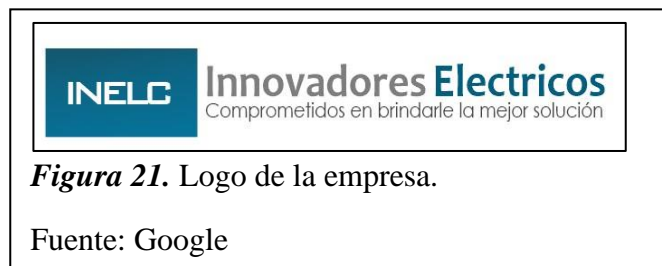 INELC
Innovadores Electricos
Comprometidos en brindarle la mejor solución
Figura 21. Logo de la empresa.
Fuente: Google